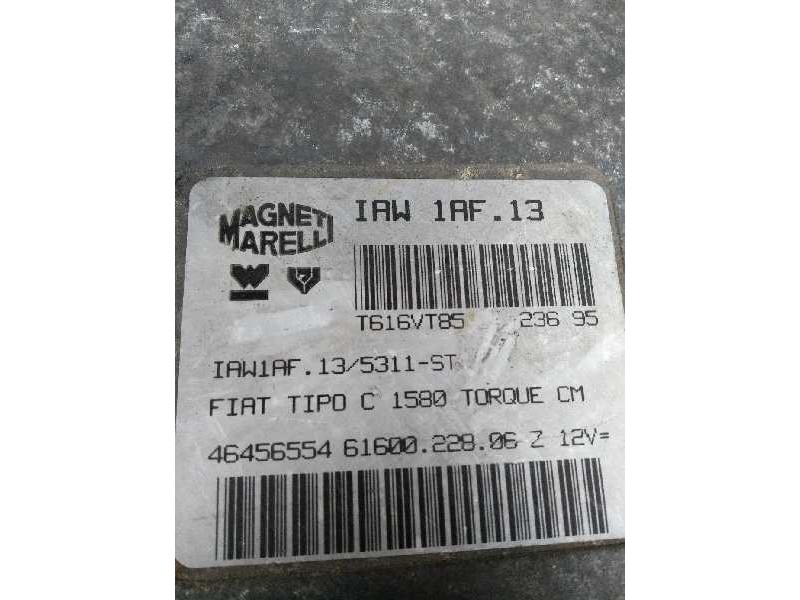 MAGNETI
MARELLI
IAW 1AF.13
T616VT85 236 95
IAW1AF.13/5311-ST
FIAT TIPO C 1580 TORQUE CM
46456554 61600.228.06 Z 12V=